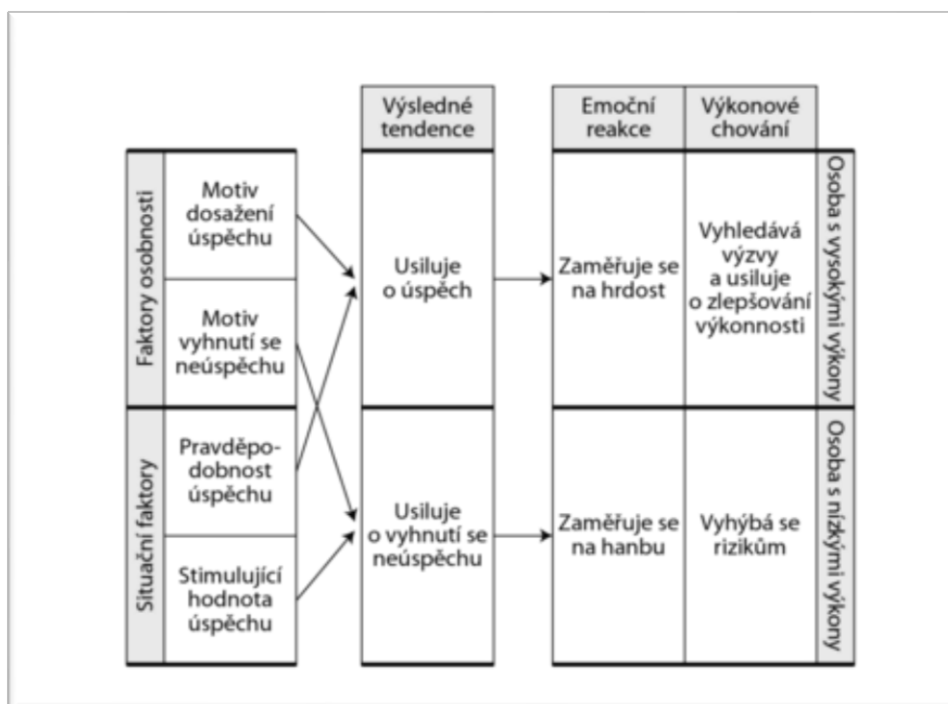 Výsledné
tendence
Emoční
reakce
Výkonové
chování
Faktory osobnosti
Motiv
dosažení
úspěchu
Motiv
vyhnutí se
neúspěchu
Situační faktory
Pravděpo-
dobnost
úspěchu
Stimulující
hodnota
úspěchu
Usiluje
o úspěch
Usiluje
o vyhnutí se
neúspěchu
Zaměřuje se
na hrdost
Vyhledává
výzvy
a usiluje
o zlepšování
výkonnosti
Osoba s vysokými výkony
Zaměřuje se
na hanbu
Vyhýbá se
rizikům
Osoba s nízkými výkony